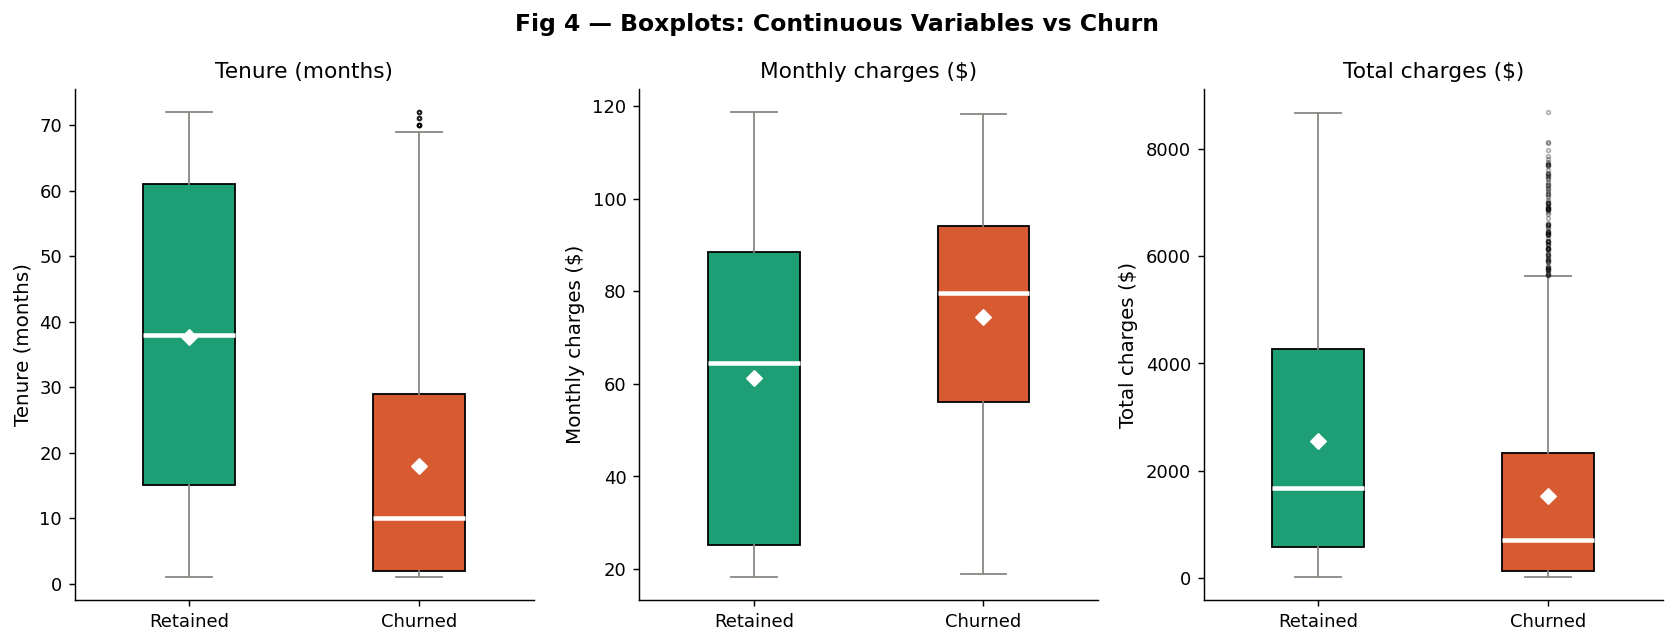 Fig 4 — Boxplots: Continuous Variables vs Churn
Tenure (months)
Tenure (months)
70
60
50
40
30
20
10
0
Retained
Churned
Monthly charges ($)
Monthly charges ($)
120
100
80
60
40
20
Retained
Churned
Total charges ($)
Total charges ($)
8000
6000
4000
2000
0
Retained
Churned